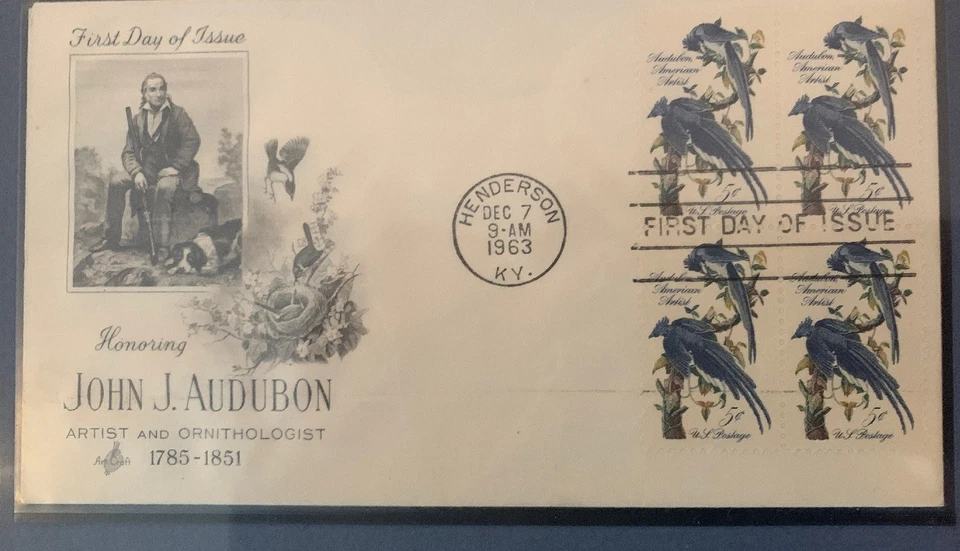 First Day of Issue
Honoring
JOHN J. AUDUBON
ARTIST AND ORNITHOLOGIST
Art Craft 1785-1851
HENDERSON
DEC 7
9-AM
1963
KY.
Audubon,
American
Artist
5¢
U.S. Postage
Audubon,
American
Artist
5¢
U.S. Postage
FIRST DAY OF ISSUE
Audubon,
American
Artist
5¢
U.S. Postage
Audubon,
American
Artist
5¢
U.S. Postage